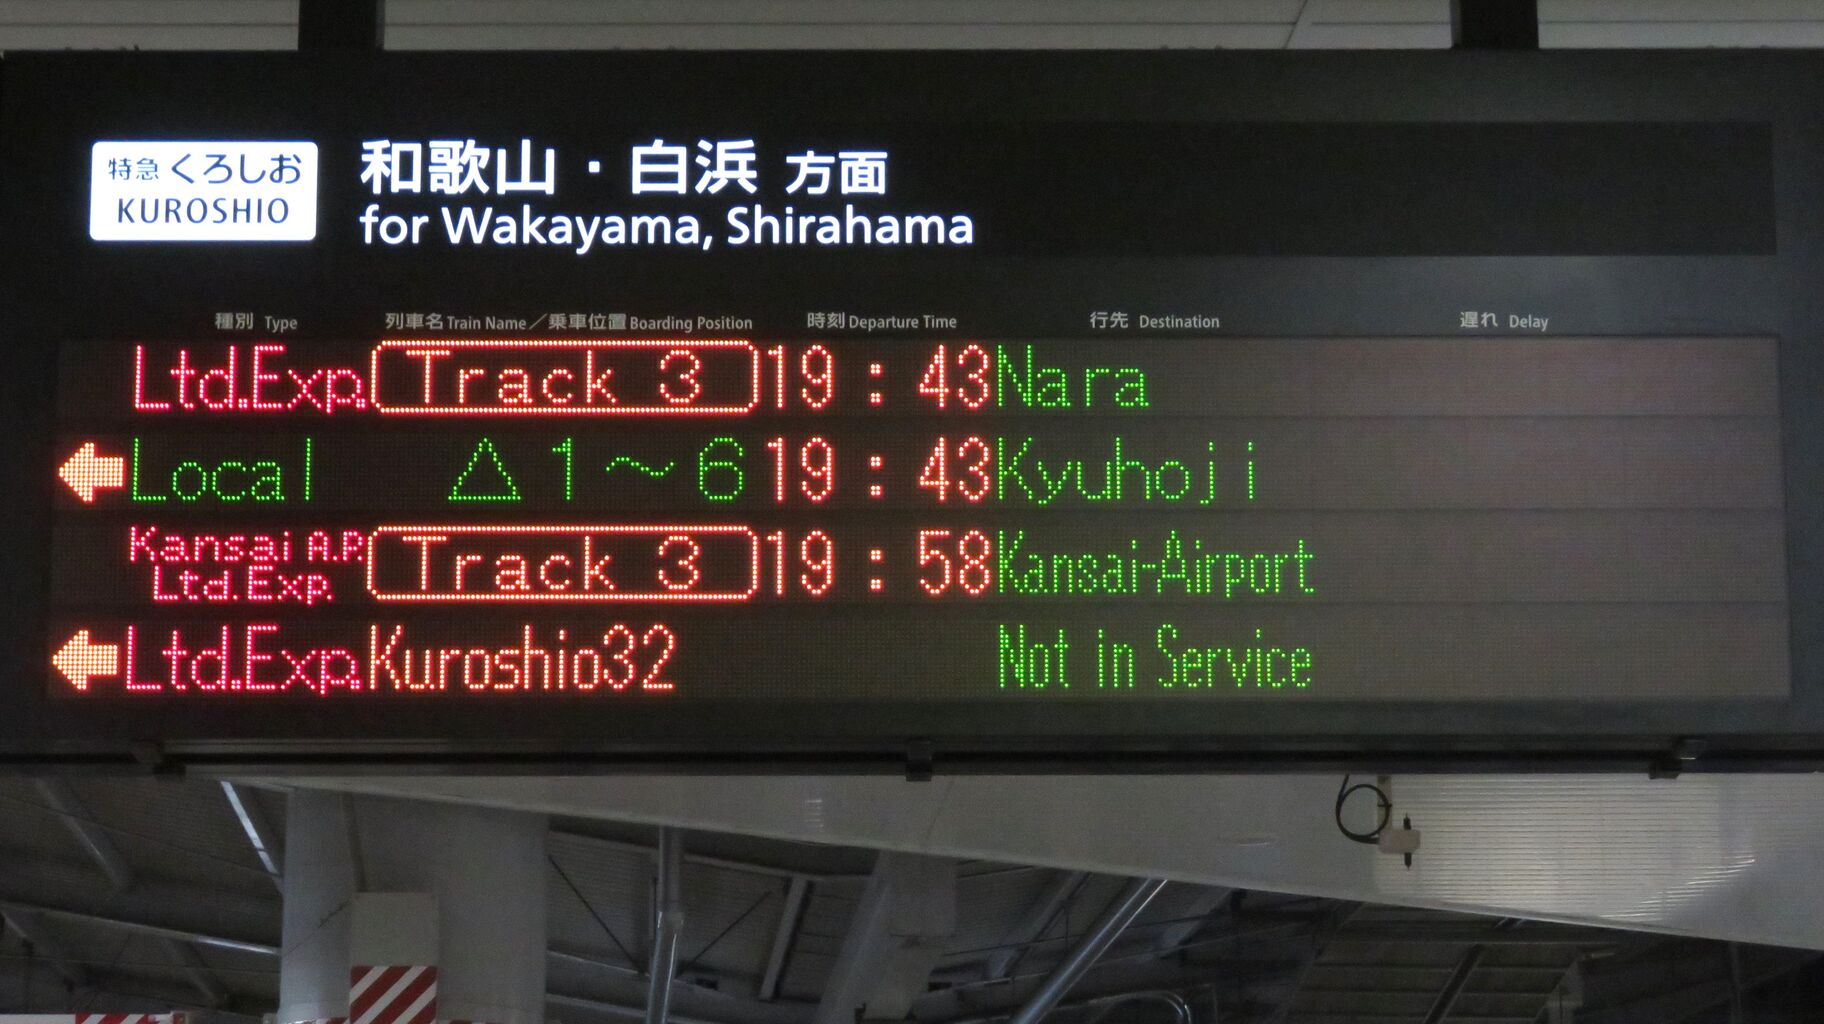 特急 くろしお
KUROSHIO
和歌山・白浜 方面
for Wakayama, Shirahama
種別 Type 列車名 Train Name／乗車位置 Boarding Position 時刻 Departure Time 行先 Destination 遅れ Delay
Ltd.Exp. Track 3 19:43 Nara
Local △1～6 19:43 Kyuhoji
Kansai A.P. Ltd.Exp. Track 3 19:58 Kansai-Airport
Ltd.Exp. Kuroshio32 Not in Service